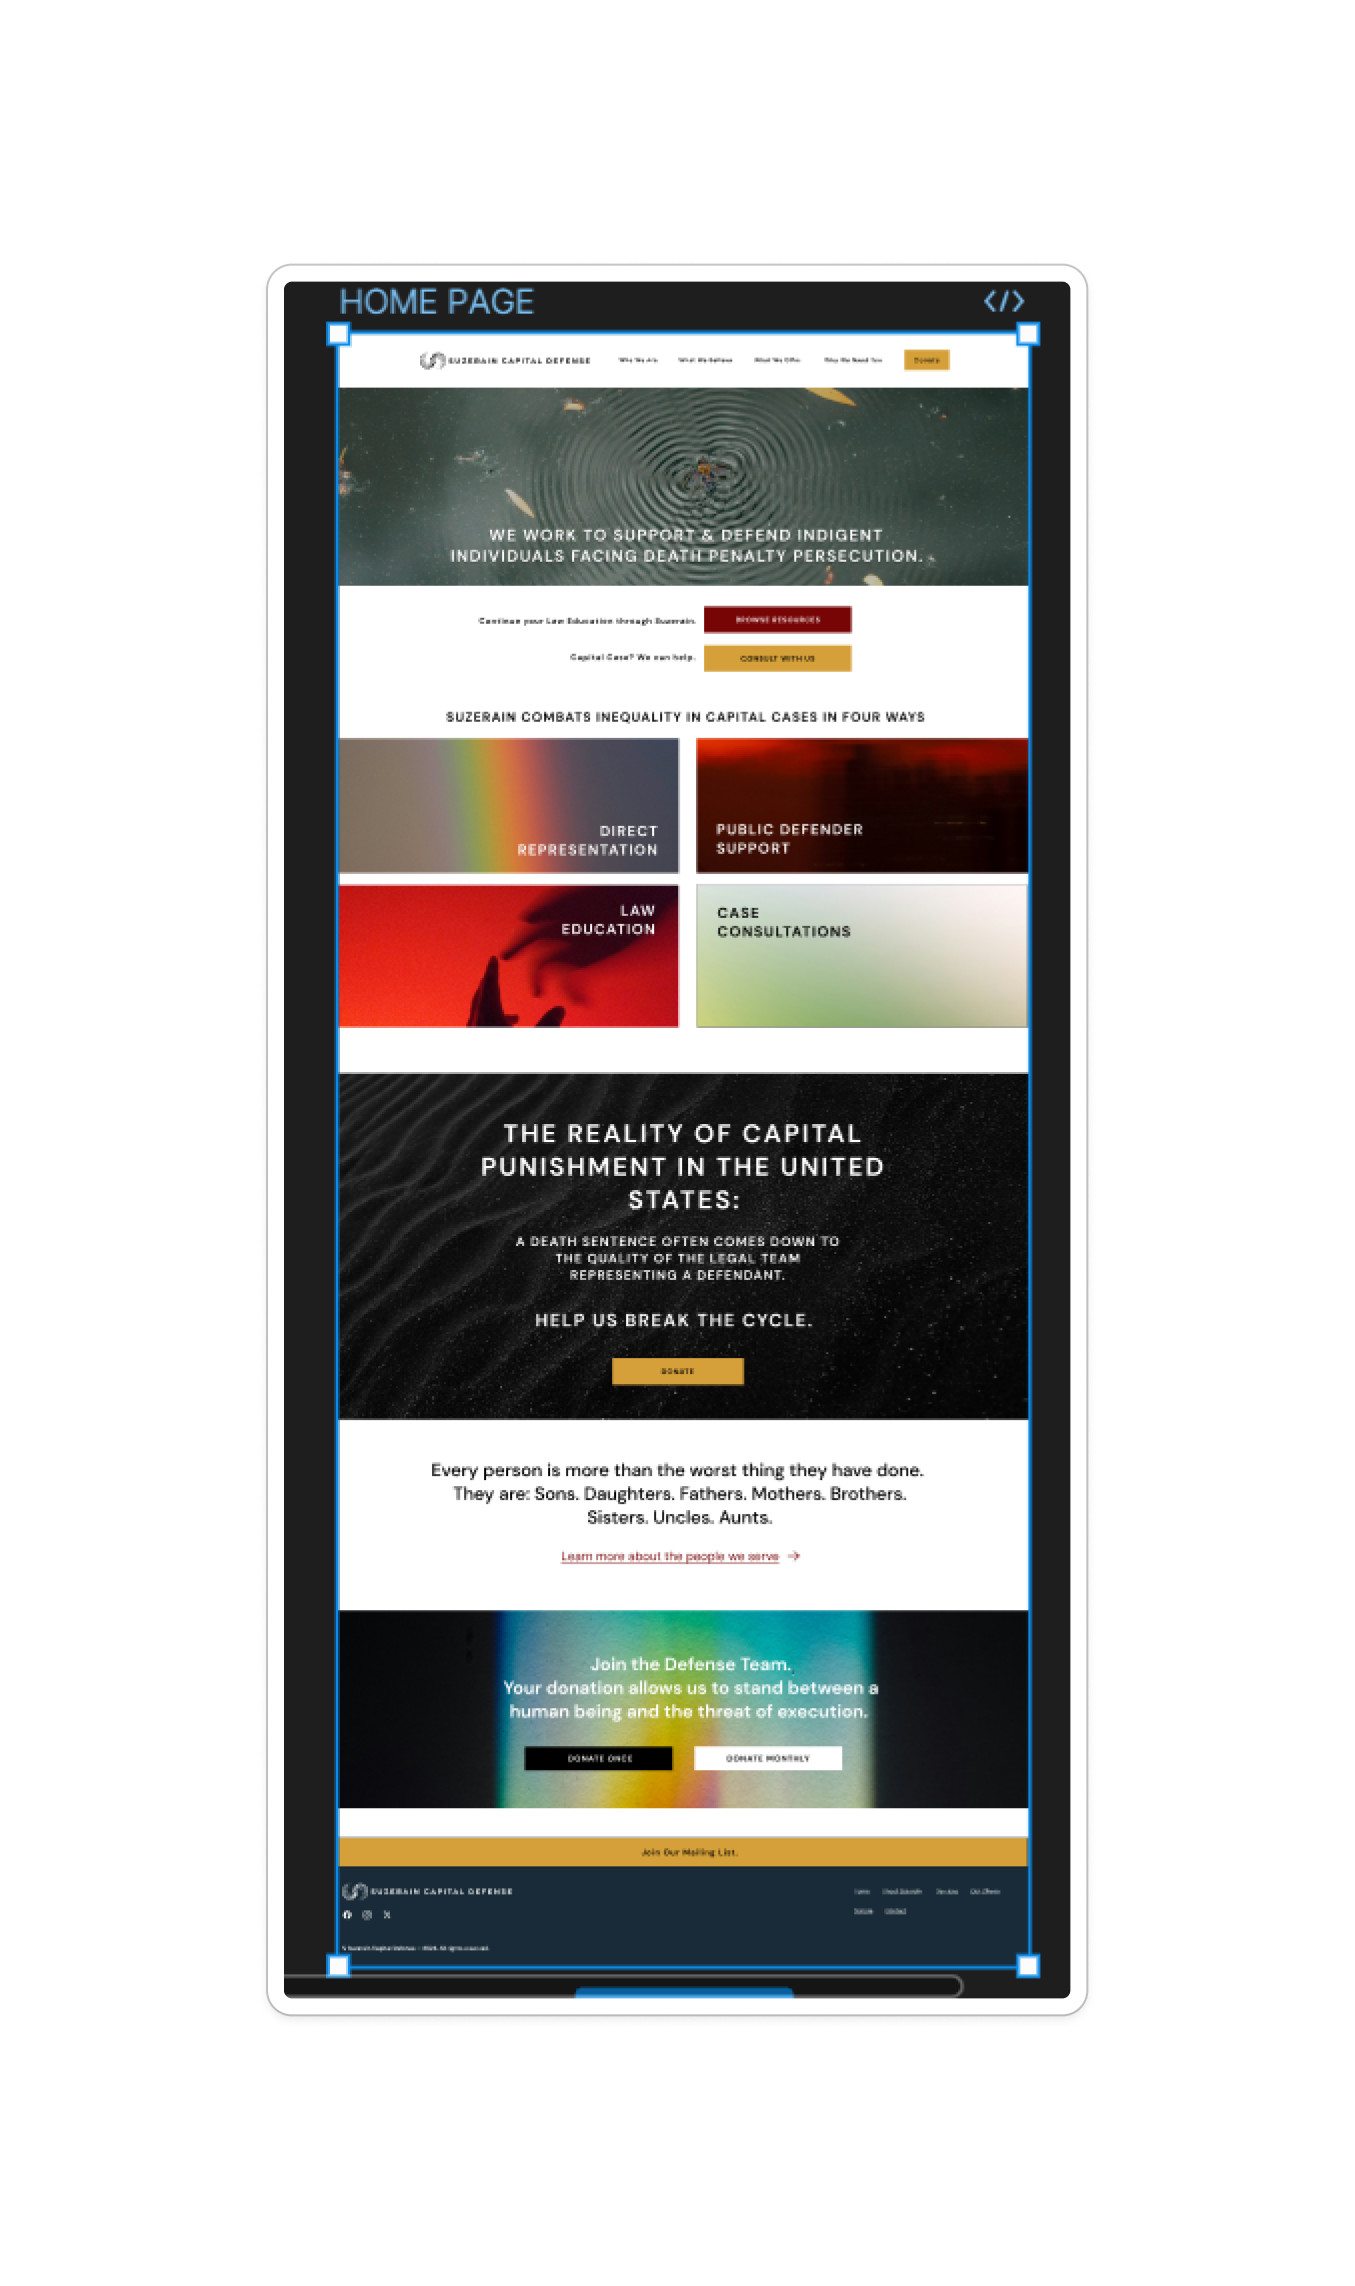 HOME PAGE
</>
SUZERAIN CAPITAL DEFENSE
Who We Are
What We Believe
What We Offer
Why We Need You
Donate
WE WORK TO SUPPORT & DEFEND INDIGENT
INDIVIDUALS FACING DEATH PENALTY PERSECUTION.
Continue your Law Education through Suzerain.
BROWSE RESOURCES
Capital Case? We can help.
CONSULT WITH US
SUZERAIN COMBATS INEQUALITY IN CAPITAL CASES IN FOUR WAYS
DIRECT
REPRESENTATION
PUBLIC DEFENDER
SUPPORT
LAW
EDUCATION
CASE
CONSULTATIONS
THE REALITY OF CAPITAL
PUNISHMENT IN THE UNITED
STATES:
A DEATH SENTENCE OFTEN COMES DOWN TO
THE QUALITY OF THE LEGAL TEAM
REPRESENTING A DEFENDANT.
HELP US BREAK THE CYCLE.
DONATE
Every person is more than the worst thing they have done.
They are: Sons. Daughters. Fathers. Mothers. Brothers.
Sisters. Uncles. Aunts.
Learn more about the people we serve →
Join the Defense Team.
Your donation allows us to stand between a
human being and the threat of execution.
DONATE ONCE
DONATE MONTHLY
Join Our Mailing List.
SUZERAIN CAPITAL DEFENSE
Contact